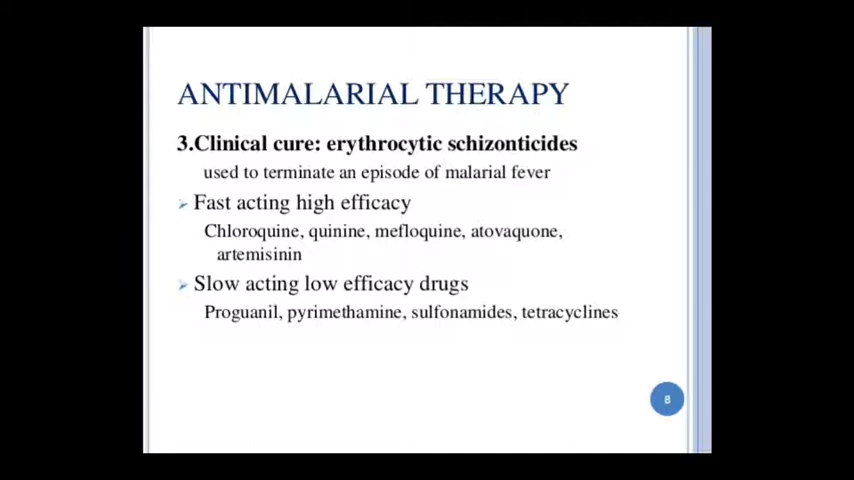 ANTIMALARIAL THERAPY
3.Clinical cure: erythrocytic schizonticides
used to terminate an episode of malarial fever
➢ Fast acting high efficacy
Chloroquine, quinine, mefloquine, atovaquone,
artemisinin
➢ Slow acting low efficacy drugs
Proguanil, pyrimethamine, sulfonamides, tetracyclines
8